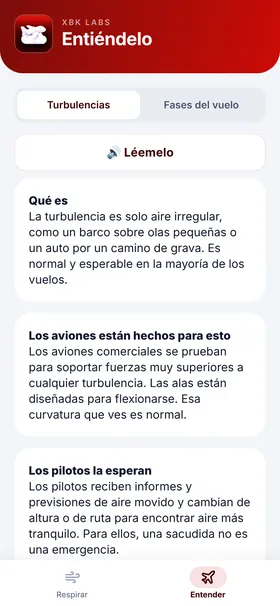 XBK LABS
Entiéndelo
Turbulencias
Fases del vuelo
🔊 Léemelo
Qué es
La turbulencia es solo aire irregular,
como un barco sobre olas pequeñas o
un auto por un camino de grava. Es
normal y esperable en la mayoría de los
vuelos.
Los aviones están hechos para esto
Los aviones comerciales se prueban
para soportar fuerzas muy superiores a
cualquier turbulencia. Las alas están
diseñadas para flexionarse. Esa
curvatura que ves es normal.
Los pilotos la esperan
Los pilotos reciben informes y
previsiones de aire movido y cambian de
altura o de ruta para encontrar aire más
tranquilo. Para ellos, una sacudida no es
una emergencia.
Respirar
Entender